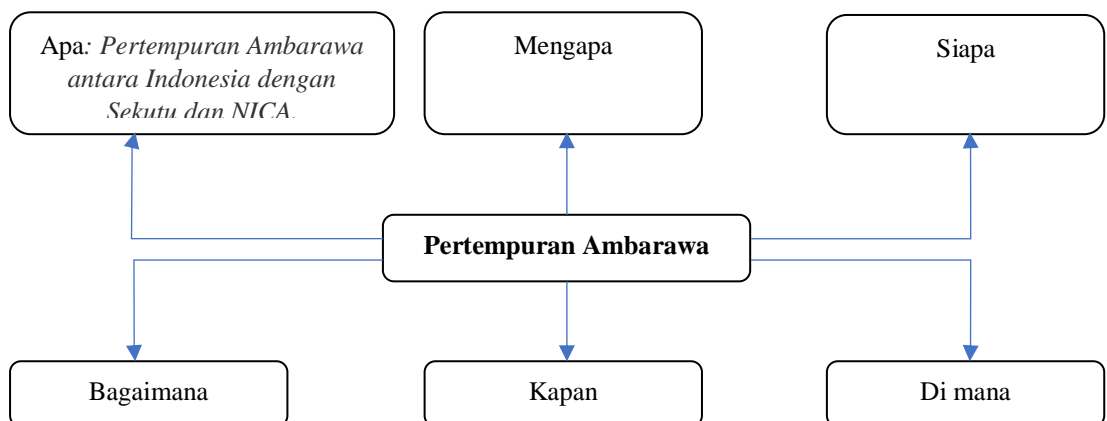 Apa: Pertempuran Ambarawa
antara Indonesia dengan
Sekutu dan NICA.
Mengapa
Siapa
Pertempuran Ambarawa
Bagaimana
Kapan
Di mana